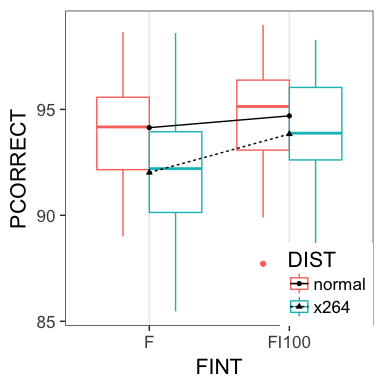 PCORRECT
95
90
85
DIST
normal
x264
F
FI100
FINT